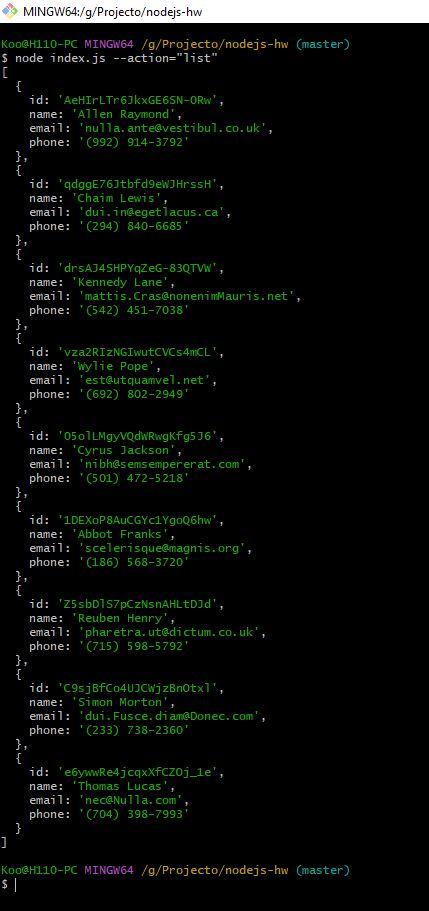 MINGW64:/g/Projecto/nodejs-hw
Koo@H110-PC MINGW64 /g/Projecto/nodejs-hw (master)
$ node index.js --action="list"
[
  {
    id: 'AeHIrLTr6JkxGE6SN-0Rw',
    name: 'Allen Raymond',
    email: 'nulla.ante@vestibul.co.uk',
    phone: '(992) 914-3792'
  },
  {
    id: 'qdggE76Jtbfd9eWJHrssH',
    name: 'Chaim Lewis',
    email: 'dui.in@egetlacus.ca',
    phone: '(294) 840-6685'
  },
  {
    id: 'drsAJ4SHPYqZeG-83QTVW',
    name: 'Kennedy Lane',
    email: 'mattis.Cras@nonenimMauris.net',
    phone: '(542) 451-7038'
  },
  {
    id: 'vza2RIzNGIwutCVCs4mCL',
    name: 'Wylie Pope',
    email: 'est@utquamvel.net',
    phone: '(692) 802-2949'
  },
  {
    id: '05olLMgyVQdWRwgKfg5J6',
    name: 'Cyrus Jackson',
    email: 'nibh@semsempererat.com',
    phone: '(501) 472-5218'
  },
  {
    id: '1DEXoP8AuCGYc1YgoQ6hw',
    name: 'Abbot Franks',
    email: 'scelerisque@magnis.org',
    phone: '(186) 568-3720'
  },
  {
    id: 'Z5sbDlS7pCzNsnAHLtDJd',
    name: 'Reuben Henry',
    email: 'pharetra.ut@dictum.co.uk',
    phone: '(715) 598-5792'
  },
  {
    id: 'C9sjBfCo4UJCWjzBnOtxl',
    name: 'Simon Morton',
    email: 'dui.Fusce.diam@Donec.com',
    phone: '(233) 738-2360'
  },
  {
    id: 'e6ywwRe4jcqxXfCZOj_1e',
    name: 'Thomas Lucas',
    email: 'nec@Nulla.com',
    phone: '(704) 398-7993'
  }
]
Koo@H110-PC MINGW64 /g/Projecto/nodejs-hw (master)
$